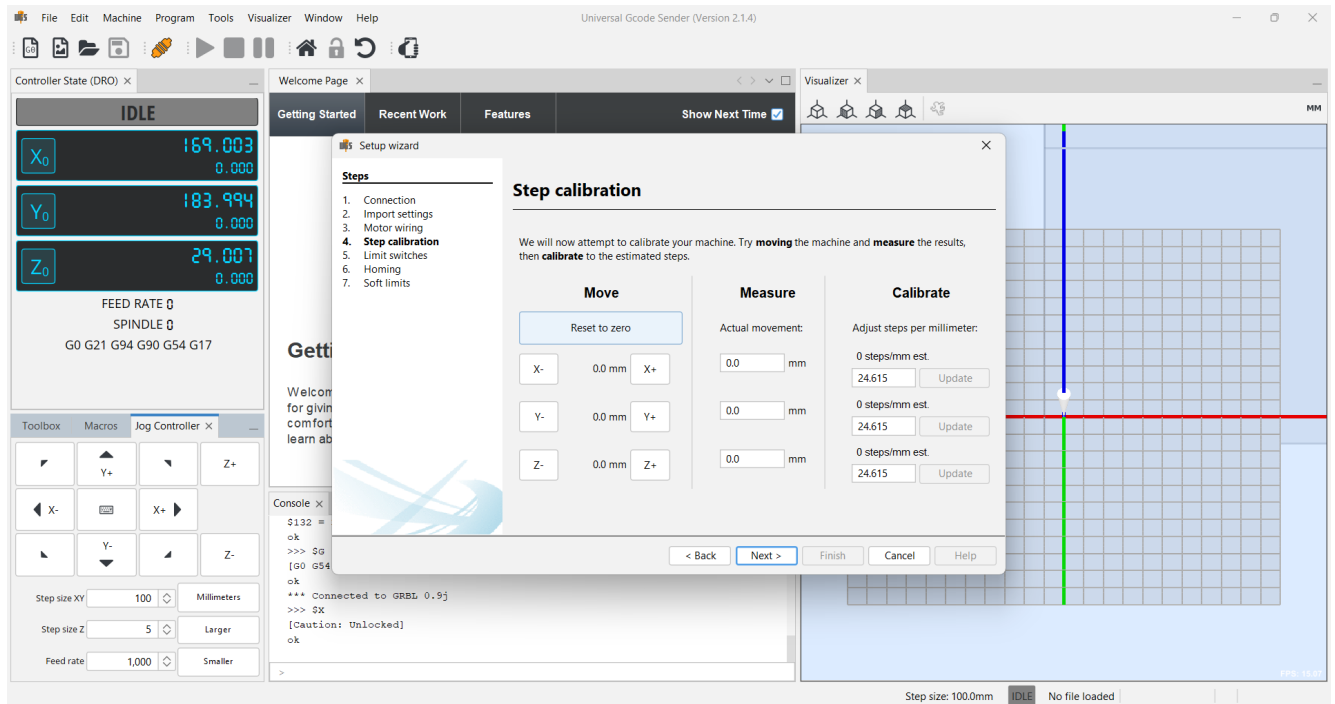 UGS File Edit Machine Program Tools Visualizer Window Help Universal Gcode Sender (Version 2.1.4)
G0
Controller State (DRO)
IDLE
X0 169.003
0.000
Y0 183.994
0.000
Z0 29.007
0.000
FEED RATE 0
SPINDLE 0
G0 G21 G94 G90 G54 G17
Toolbox Macros Jog Controller
Y+ Z+
X- X+
Y- Z-
Step size XY 100 Millimeters
Step size Z 5 Larger
Feed rate 1,000 Smaller
Welcome Page
Getting Started Recent Work Features Show Next Time
Getti
Welcom
for givin
comfort
learn ab
Setup wizard
Steps
1. Connection
2. Import settings
3. Motor wiring
4. Step calibration
5. Limit switches
6. Homing
7. Soft limits
Step calibration
We will now attempt to calibrate your machine. Try moving the machine and measure the results,
then calibrate to the estimated steps.
Move Measure Calibrate
Reset to zero Actual movement: Adjust steps per millimeter:
0 steps/mm est.
X- 0.0 mm X+ 0.0 mm 24.615 Update
0 steps/mm est.
Y- 0.0 mm Y+ 0.0 mm 24.615 Update
0 steps/mm est.
Z- 0.0 mm Z+ 0.0 mm 24.615 Update
< Back Next > Finish Cancel Help
Console
$132 =
ok
>>> $G
[G0 G54
ok
*** Connected to GRBL 0.9j
>>> $X
[Caution: Unlocked]
ok
>
Visualizer
MM
Step size: 100.0mm IDLE No file loaded